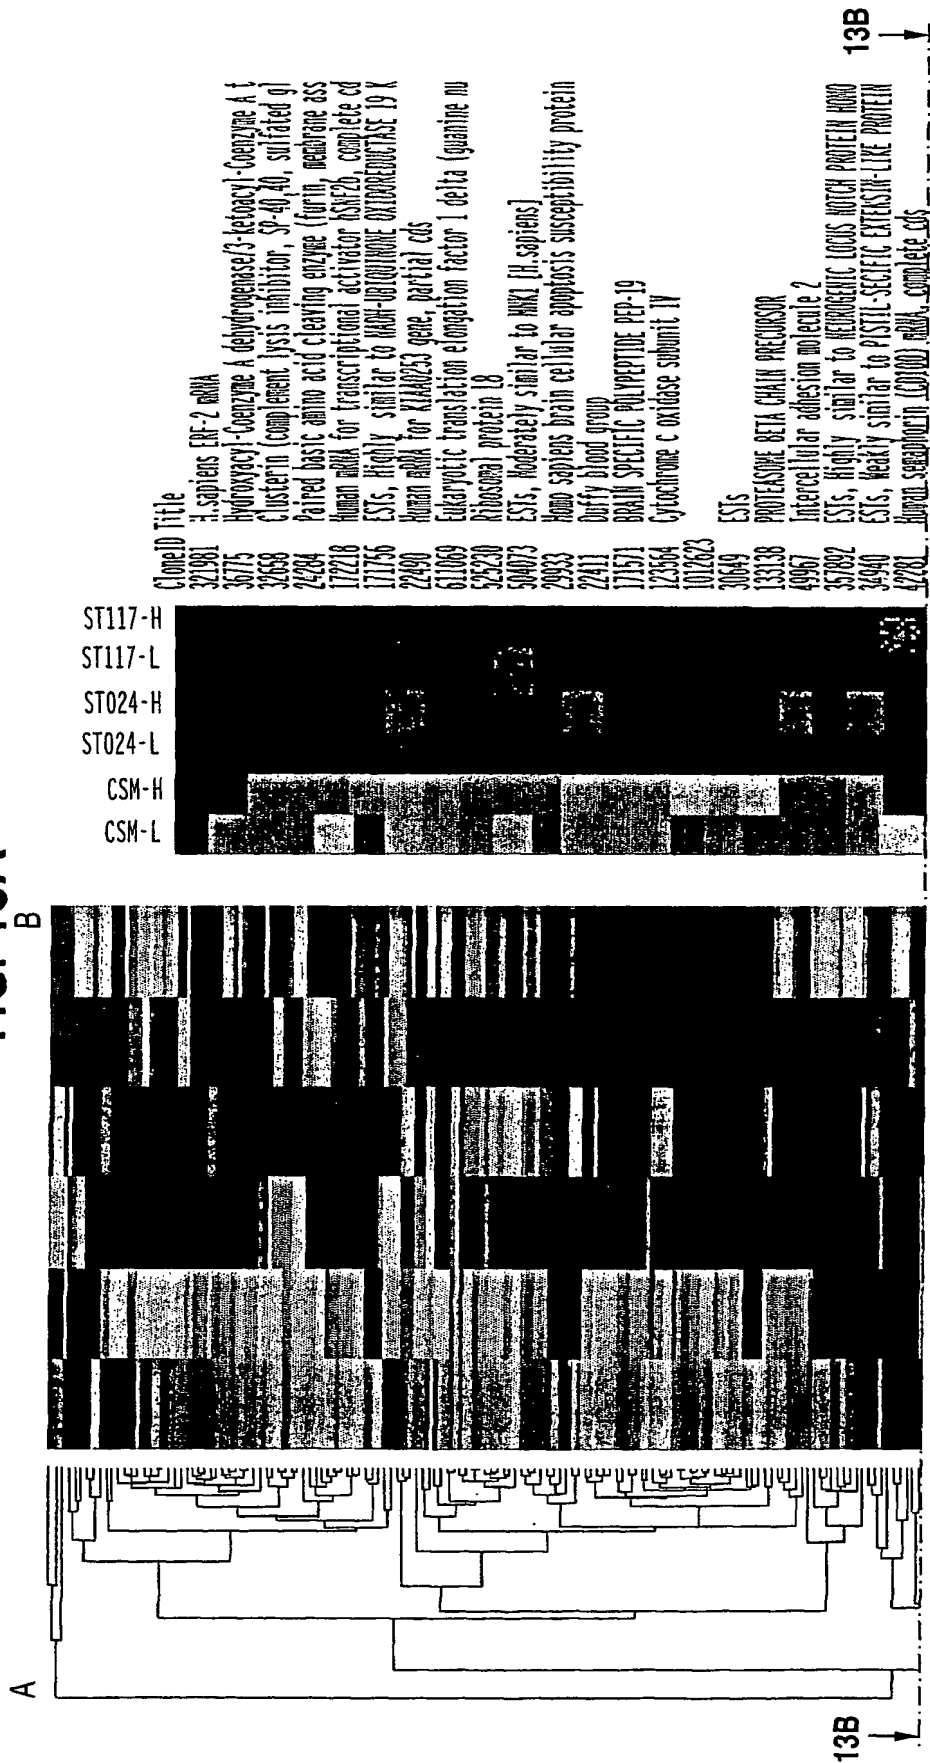 A
B
CSM-L
CSM-H
ST024-L
ST024-H
ST117-L
ST117-H
CloneID Title
321981 H.sapiens ERF-2 mRNA
36775 Hydroxyacyl-Coenzyme A dehydrogenase/3-ketoacyl-Coenzyme A t
32698 Clusterin (complement lysis inhibitor, SP-40,40, sulfated gl
24284 Paired basic amino acid cleaving enzyme (furin, membrane ass
17218 Human mRNA for transcriptional activator hSNF2b, complete cd
171756 ESTs, Highly similar to NADH-UBIQUINONE OXIDOREDUCTASE 19 K
22490 Human mRNA for KIAA0253 gene, partial cds
611069 Eukaryotic translation elongation factor 1 delta (guanine nu
525230 Ribosomal protein 18
504073 ESTs, Moderately similar to HNK1 [H.sapiens]
29933 Homo sapiens brain cellular apoptosis susceptibility protein
22411 Duffy blood group
17571 BRAIN SPECIFIC POLYPEPTIDE PEP-19
123564 Cytochrome c oxidase subunit IV
1012623
30649 ESTs
133138 PROTEASOME BETA CHAIN PRECURSOR
49967 Intercellular adhesion molecule 2
357892 ESTs, Highly similar to NEUROGENIC LOCUS NOTCH PROTEIN HOMO
34940 ESTs, Weakly similar to PISTIL-SECIFIC EXTENSIN-LIKE PROTEIN
42281 Human semaphorin (CD100) mRNA, complete cds
13B
13B